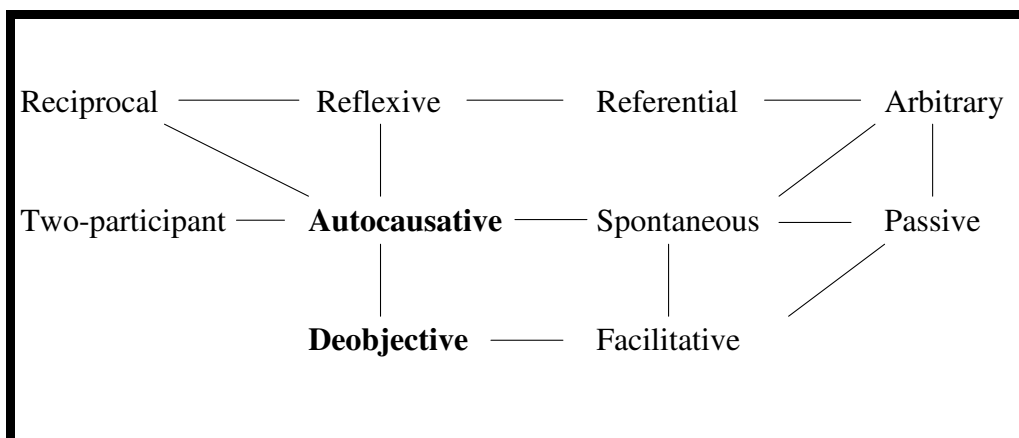 Reciprocal Reflexive Referential Arbitrary
Two-participant Autocausative Spontaneous Passive
Deobjective Facilitative